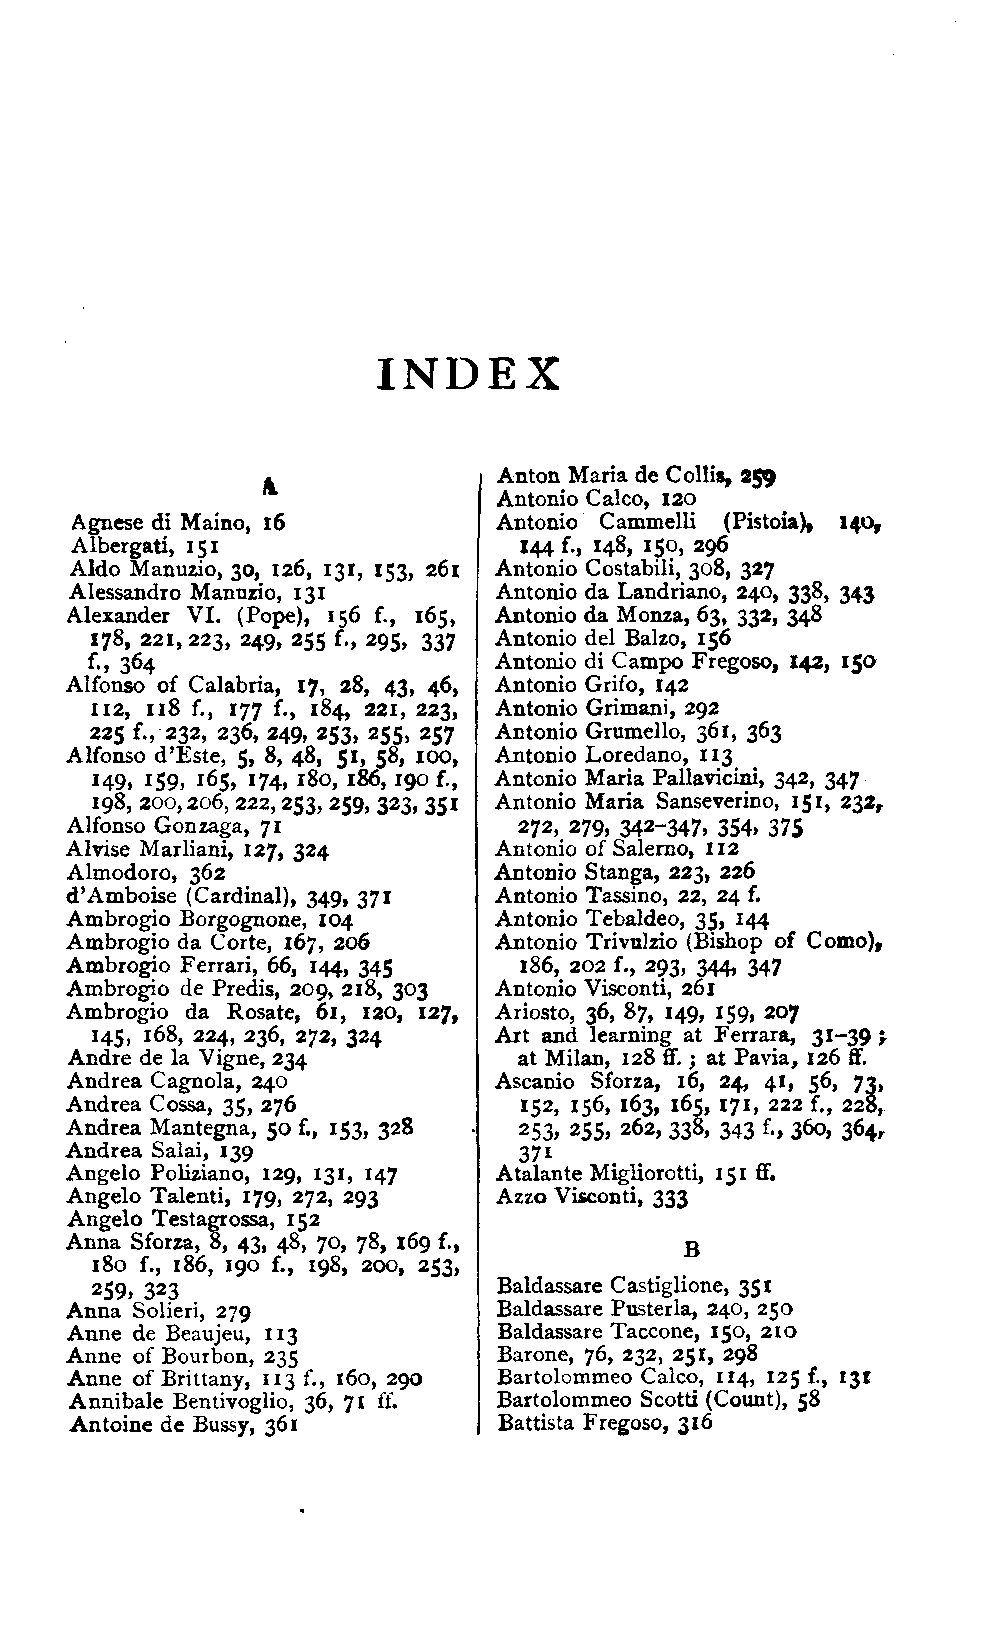 INDEX
A
Agnese di Maino, 16
Albergati, 151
Aldo Manuzio, 30, 126, 131, 153, 261
Alessandro Manuzio, 131
Alexander VI. (Pope), 156 f., 165,
178, 221, 223, 249, 255 f., 295, 337
f., 364
Alfonso of Calabria, 17, 28, 43, 46,
112, 118 f., 177 f., 184, 221, 223,
225 f., 232, 236, 249, 253, 255, 257
Alfonso d'Este, 5, 8, 48, 51, 58, 100,
149, 159, 165, 174, 180, 186, 190 f.,
198, 200, 206, 222, 253, 259, 323, 351
Alfonso Gonzaga, 71
Alvise Marliani, 127, 324
Almodoro, 362
d'Amboise (Cardinal), 349, 371
Ambrogio Borgognone, 104
Ambrogio da Corte, 167, 206
Ambrogio Ferrari, 66, 144, 345
Ambrogio de Predis, 209, 218, 303
Ambrogio da Rosate, 61, 120, 127,
145, 168, 224, 236, 272, 324
Andre de la Vigne, 234
Andrea Cagnola, 240
Andrea Cossa, 35, 276
Andrea Mantegna, 50 f., 153, 328
Andrea Salai, 139
Angelo Poliziano, 129, 131, 147
Angelo Talenti, 179, 272, 293
Angelo Testagrossa, 152
Anna Sforza, 8, 43, 48, 70, 78, 169 f.,
180 f., 186, 190 f., 198, 200, 253,
259, 323
Anna Solieri, 279
Anne de Beaujeu, 113
Anne of Bourbon, 235
Anne of Brittany, 113 f., 160, 290
Annibale Bentivoglio, 36, 71 ff.
Antoine de Bussy, 361
Anton Maria de Collis, 259
Antonio Calco, 120
Antonio Cammelli (Pistoia), 140,
144 f., 148, 150, 296
Antonio Costabili, 308, 327
Antonio da Landriano, 240, 338, 343
Antonio da Monza, 63, 332, 348
Antonio del Balzo, 156
Antonio di Campo Fregoso, 142, 150
Antonio Grifo, 142
Antonio Grimani, 292
Antonio Grumello, 361, 363
Antonio Loredano, 113
Antonio Maria Pallavicini, 342, 347
Antonio Maria Sanseverino, 151, 232,
272, 279, 342-347, 354, 375
Antonio of Salerno, 112
Antonio Stanga, 223, 226
Antonio Tassino, 22, 24 f.
Antonio Tebaldeo, 35, 144
Antonio Trivulzio (Bishop of Como),
186, 202 f., 293, 344, 347
Antonio Visconti, 261
Ariosto, 36, 87, 149, 159, 207
Art and learning at Ferrara, 31-39 ;
at Milan, 128 ff. ; at Pavia, 126 ff.
Ascanio Sforza, 16, 24, 41, 56, 73,
152, 156, 163, 165, 171, 222 f., 228,
253, 255, 262, 338, 343 f., 360, 364,
371
Atalante Migliorotti, 151 ff.
Azzo Visconti, 333
B
Baldassare Castiglione, 351
Baldassare Pusterla, 240, 250
Baldassare Taccone, 150, 210
Barone, 76, 232, 251, 298
Bartolommeo Calco, 114, 125 f., 131
Bartolommeo Scotti (Count), 58
Battista Fregoso, 316